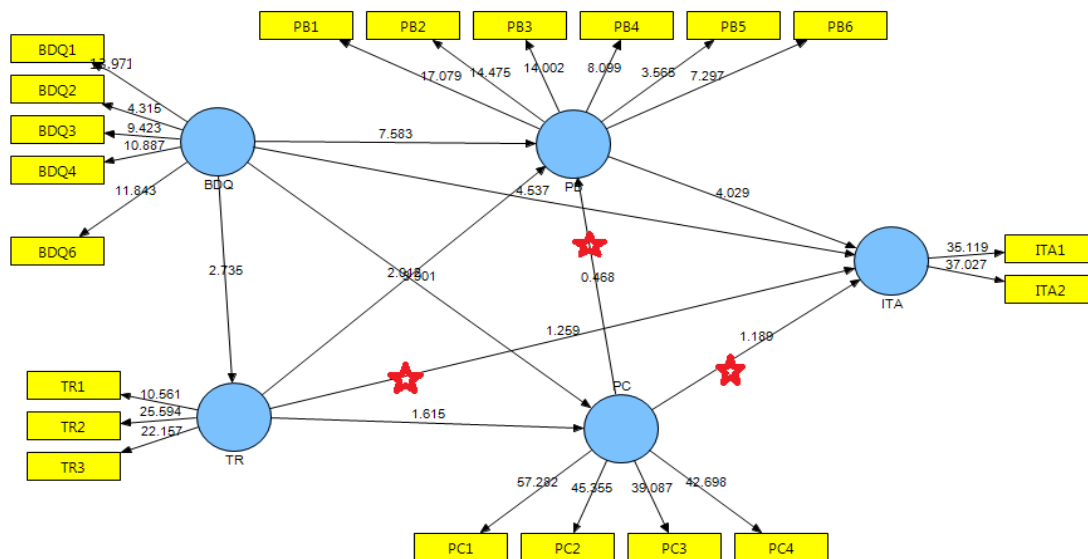 PB1
PB2
PB3
PB4
PB5
PB6
BDQ1
BDQ2
BDQ3
BDQ4
BDQ6
4.315
9.423
10.887
11.843
17.079
14.475
14.002
8.099
3.565
7.297
BDQ
7.583
PB
4.537
4.029
2.735
0.468
1.259
1.189
35.119
37.027
ITA1
ITA2
ITA
TR1
TR2
TR3
10.561
25.594
22.157
TR
1.615
PC
57.282
45.355
39.087
42.698
PC1
PC2
PC3
PC4